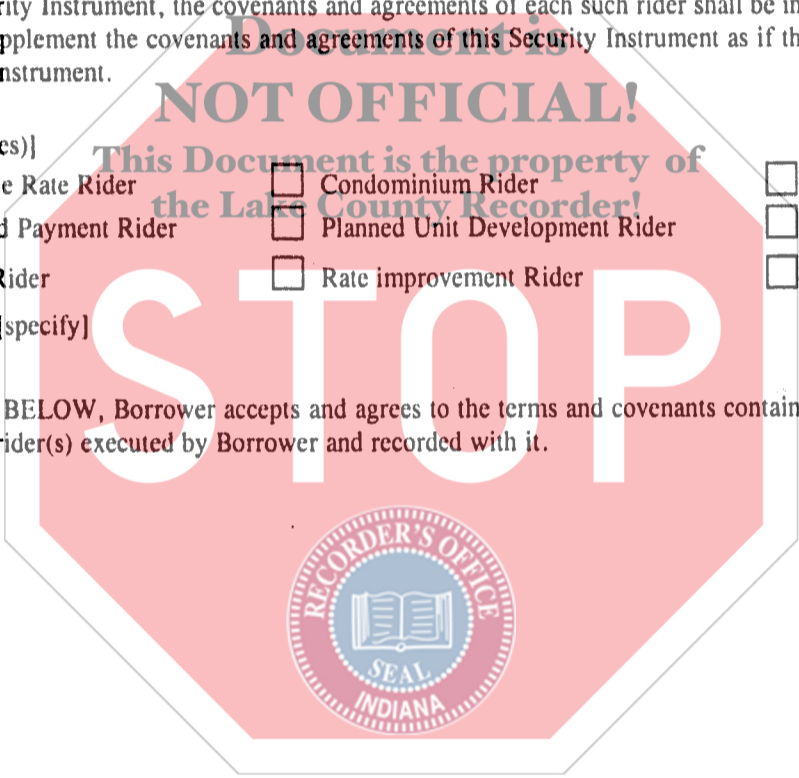 rity Instrument, the covenants and agreements of each such rider shall be in
pplement the covenants and agreements of this Security Instrument as if th
nstrument.
Document is
NOT OFFICIAL!
This Document is the property of
the Lake County Recorder!
es)]
e Rate Rider Condominium Rider
d Payment Rider Planned Unit Development Rider
Rider Rate improvement Rider
[specify]
STOP
BELOW, Borrower accepts and agrees to the terms and covenants contain
rider(s) executed by Borrower and recorded with it.
RECORDER'S OFFICE
SEAL
INDIANA